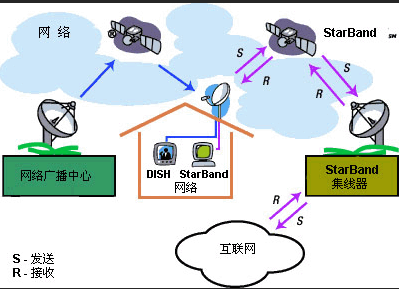 网 络
StarBand SM
S
R
S
R
网络广播中心
DISH StarBand
网络
StarBand
集线器
R
S
互联网
S - 发送
R - 接收